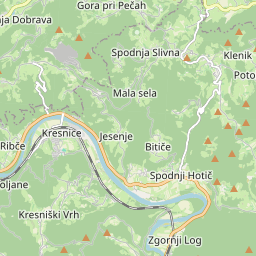 Gora pri Pečah
ja Dobrava
Spodnja Slivna
Klenik
Poto
Mala sela
Kresnice
Jesenje
Ribče
Bitiče
Spodnji Hotič
oljane
Kresniški Vrh
Zgornji Log